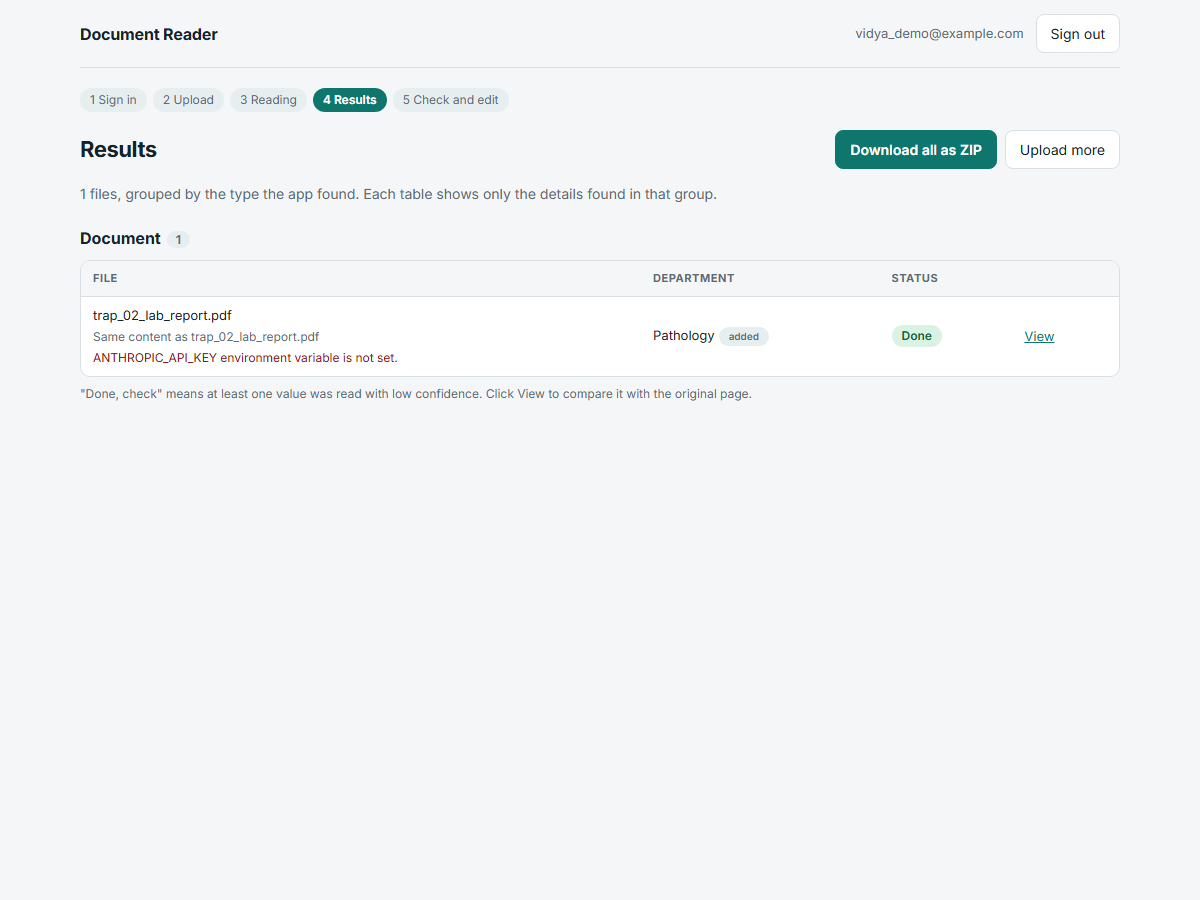 Document Reader
vidya_demo@example.com
Sign out
1 Sign in
2 Upload
3 Reading
4 Results
5 Check and edit
Results
Download all as ZIP
Upload more
1 files, grouped by the type the app found. Each table shows only the details found in that group.
Document 1
FILE DEPARTMENT STATUS
trap_02_lab_report.pdf
Same content as trap_02_lab_report.pdf
ANTHROPIC_API_KEY environment variable is not set.
Pathology added
Done
View
"Done, check" means at least one value was read with low confidence. Click View to compare it with the original page.